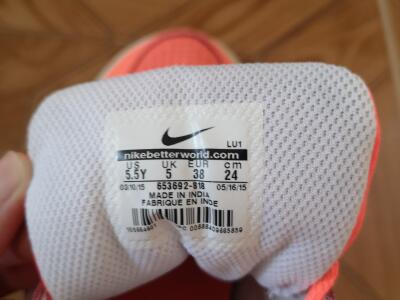 LU1
nikebetterworld.com
US UK EUR cm
5.5Y 5 38 24
03/10/15 653692-818 05/16/15
MADE IN INDIA
FABRIQUE EN INDE